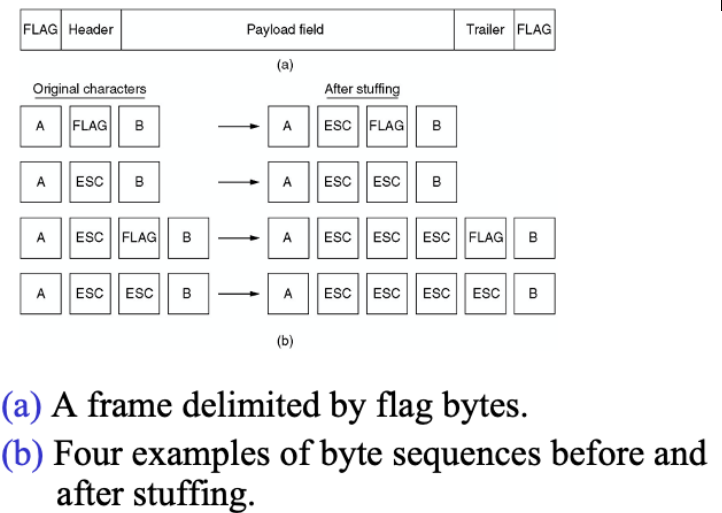 FLAG Header Payload field Trailer FLAG
(a)
Original characters After stuffing
A FLAG B A ESC FLAG B
A ESC B A ESC ESC B
A ESC FLAG B A ESC ESC ESC FLAG B
A ESC ESC B A ESC ESC ESC ESC B
(b)
(a) A frame delimited by flag bytes.
(b) Four examples of byte sequences before and
after stuffing.